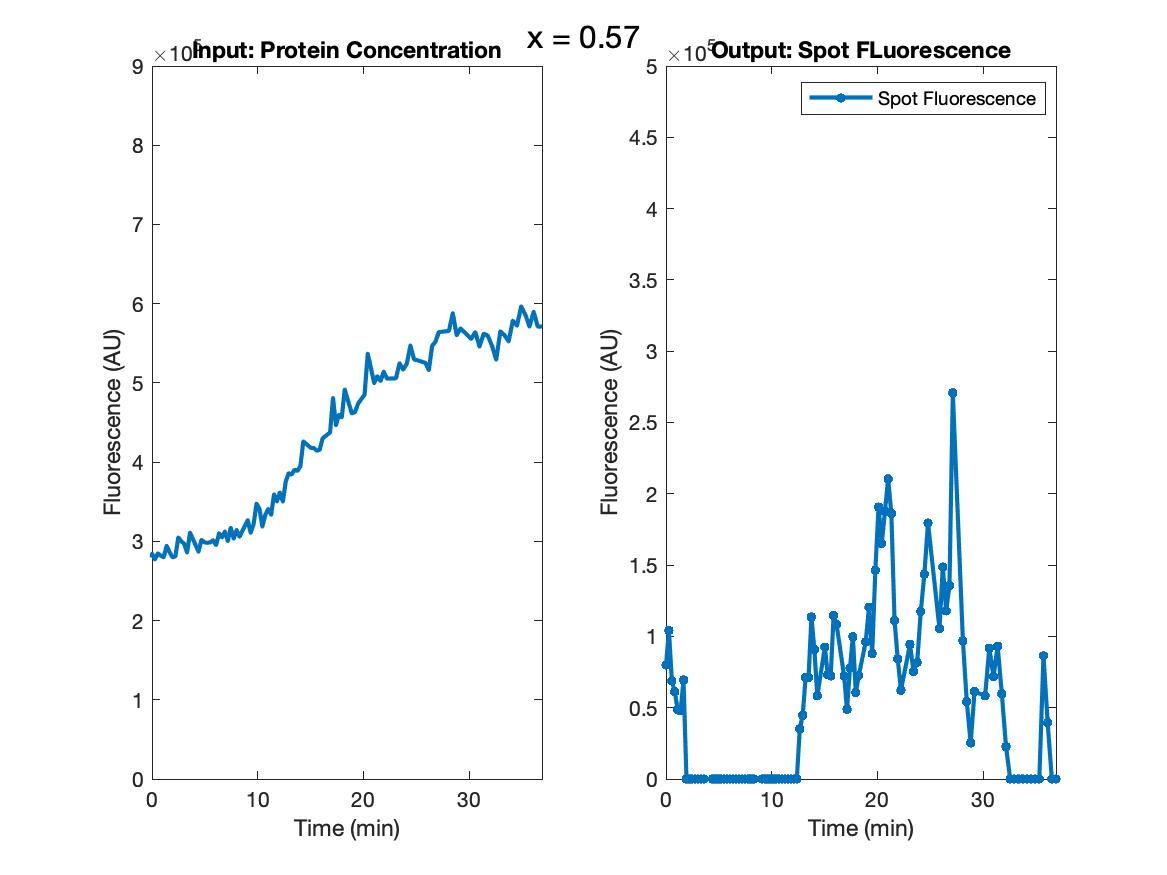 x = 0.57
×10⁵
Input: Protein Concentration
9
8
7
6
5
4
3
2
1
0
Fluorescence (AU)
0 10 20 30
Time (min)
×10⁵
Output: Spot FLuorescence
Spot Fluorescence
5
4.5
4
3.5
3
2.5
2
1.5
1
0.5
0
Fluorescence (AU)
0 10 20 30
Time (min)